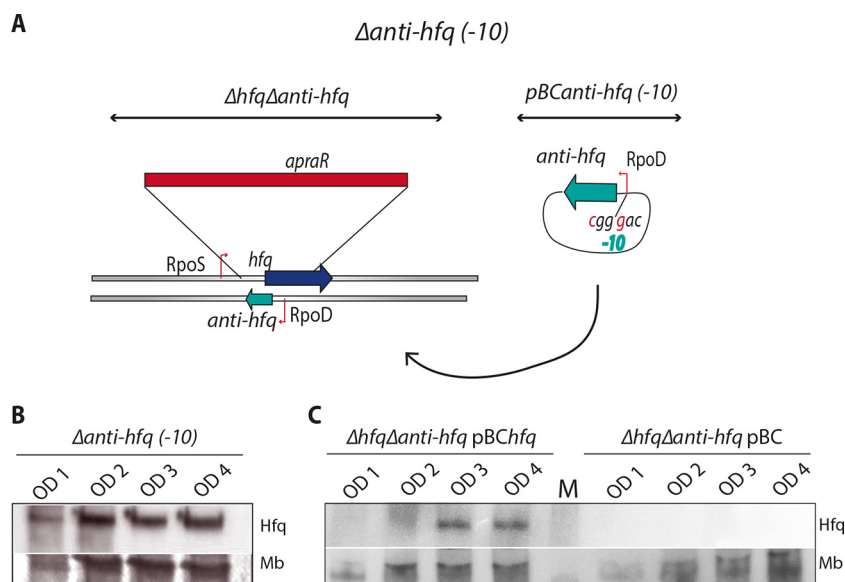 A
Δanti-hfq (-10)
ΔhfqΔanti-hfq
pBCanti-hfq (-10)
apraR
anti-hfq
RpoD
cgg gac
-10
RpoS
hfq
anti-hfq
RpoD
B
Δanti-hfq (-10)
OD 1
OD 2
OD 3
OD 4
Hfq
Mb
C
ΔhfqΔanti-hfq pBChfq
ΔhfqΔanti-hfq pBC
OD 1
OD 2
OD 3
OD 4
M
OD 1
OD 2
OD 3
OD 4
Hfq
Mb